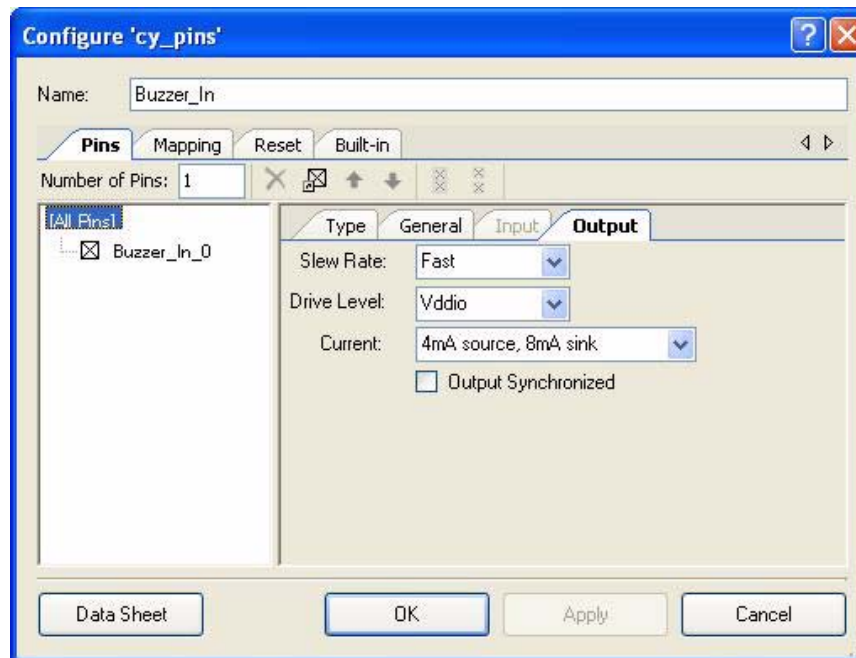 Configure 'cy_pins'
Name: Buzzer_In
Pins Mapping Reset Built-in
Number of Pins: 1
[All Pins]
Buzzer_In_0
Type General Input Output
Slew Rate: Fast
Drive Level: Vddio
Current: 4mA source, 8mA sink
Output Synchronized
Data Sheet OK Apply Cancel